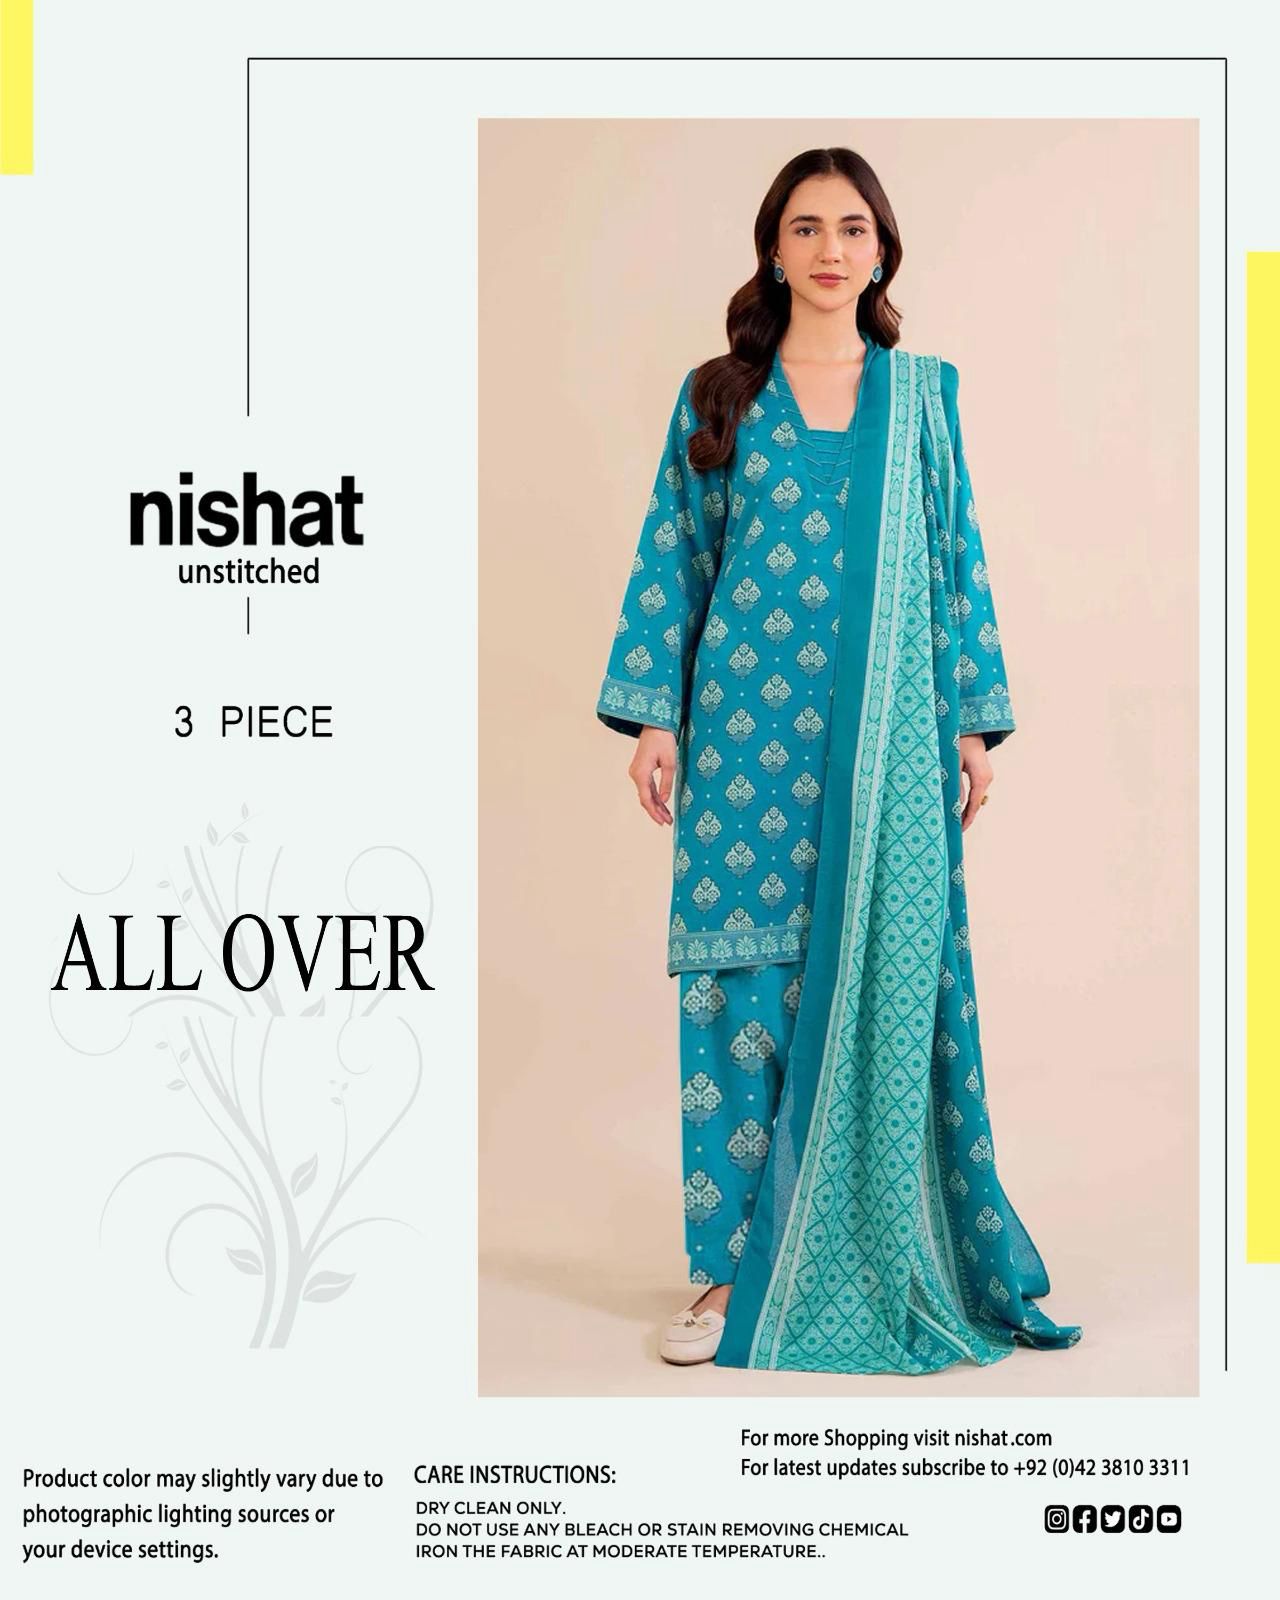 nishat
unstitched
3 PIECE
ALL OVER
For more Shopping visit nishat.com
For latest updates subscribe to +92 (0)42 3810 3311
Product color may slightly vary due to
photographic lighting sources or
your device settings.
CARE INSTRUCTIONS:
DRY CLEAN ONLY.
DO NOT USE ANY BLEACH OR STAIN REMOVING CHEMICAL
IRON THE FABRIC AT MODERATE TEMPERATURE..